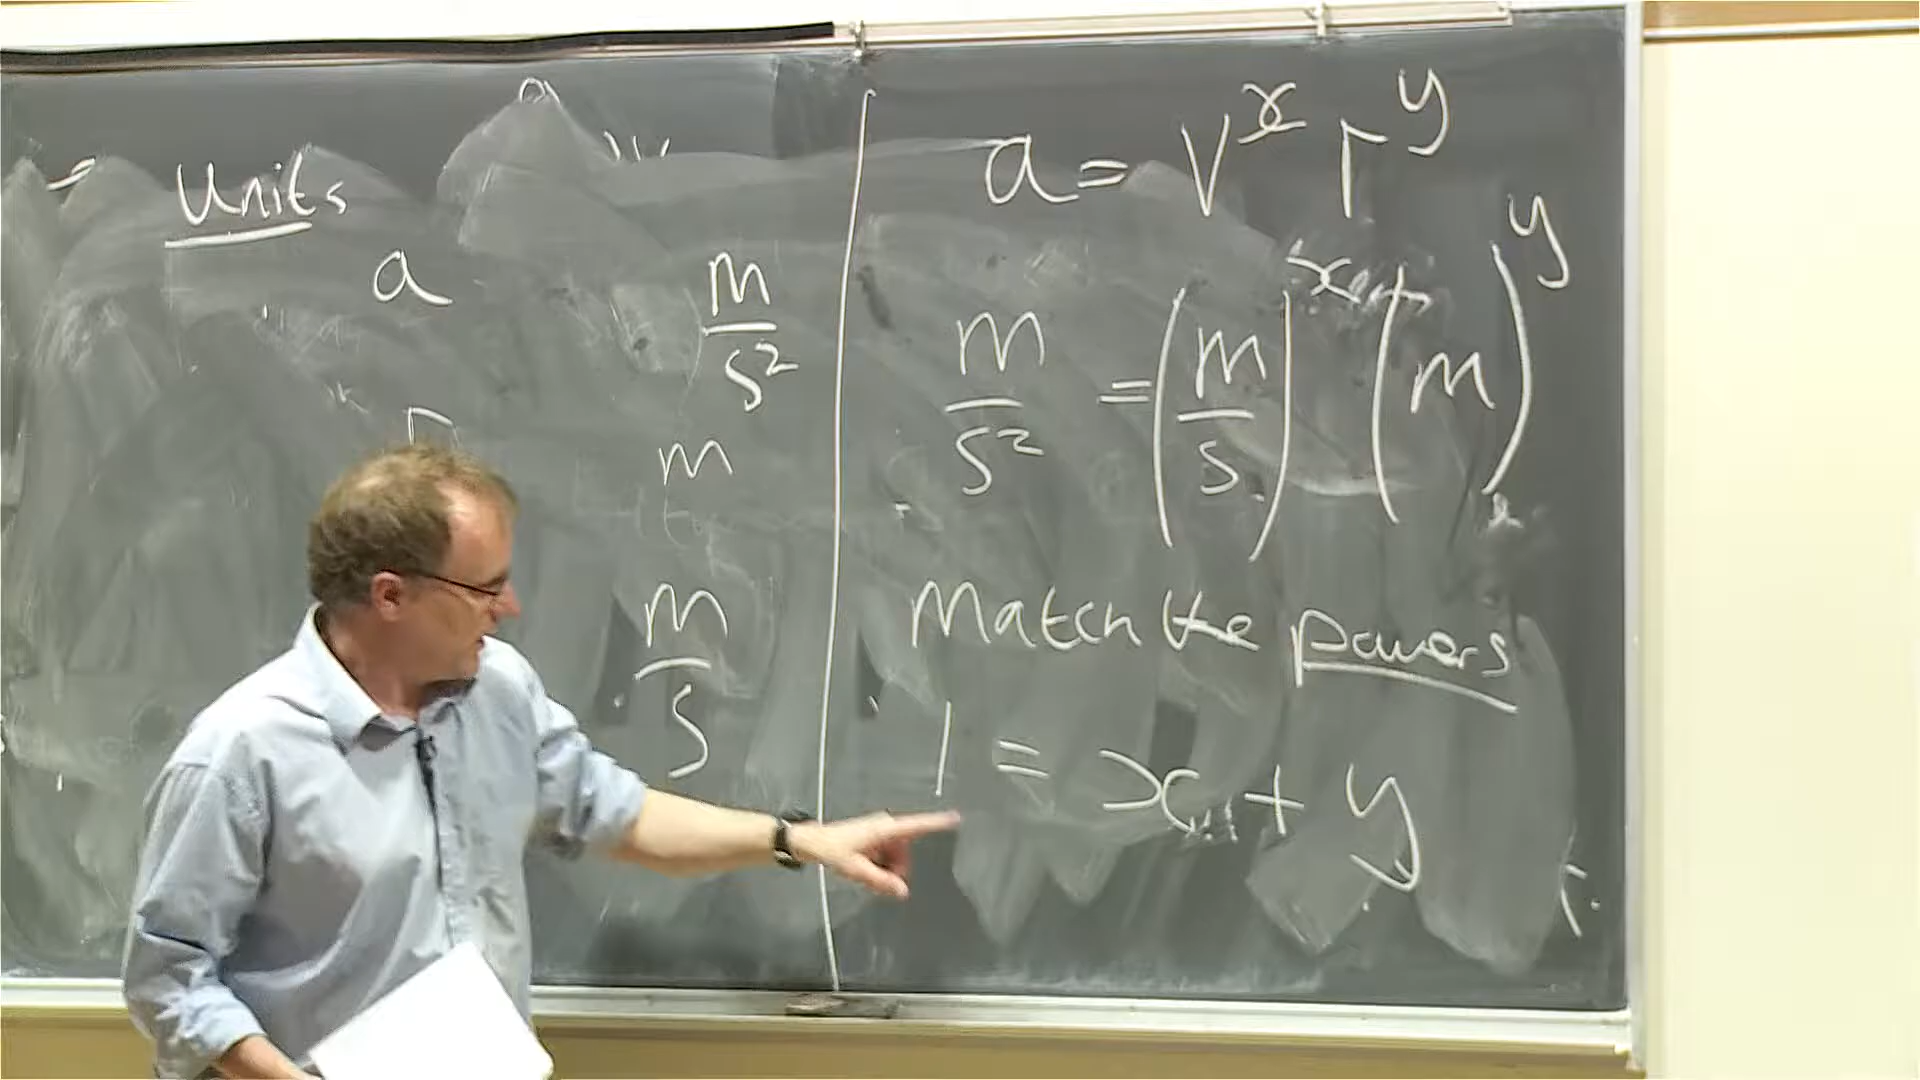 Units
a m/s²
r m
m/s
a = v^x r^y
m/s² = (m/s)^x (m)^y
Match the powers
1 = x + y